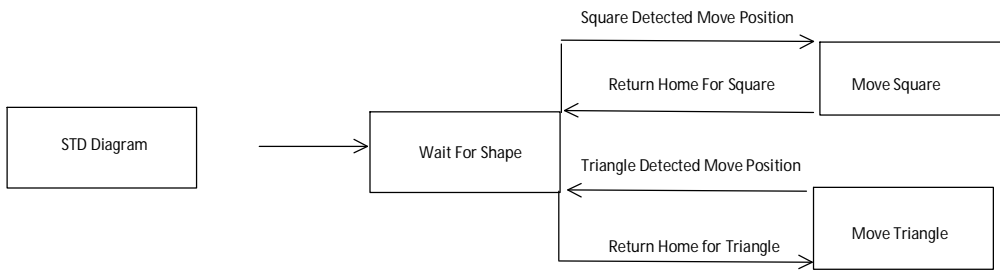 Square Detected Move Position
Return Home For Square
Move Square
STD Diagram
Wait For Shape
Triangle Detected Move Position
Return Home for Triangle
Move Triangle